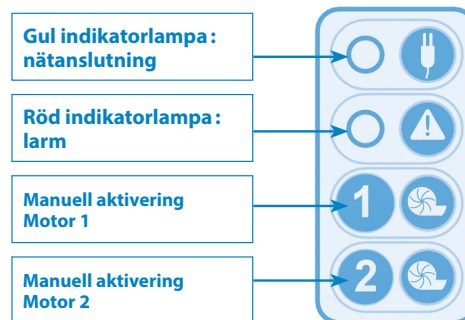 Gul indikatorlampa :
nätanslutning
Röd indikatorlampa :
larm
Manuell aktivering
Motor 1
1
Manuell aktivering
Motor 2
2